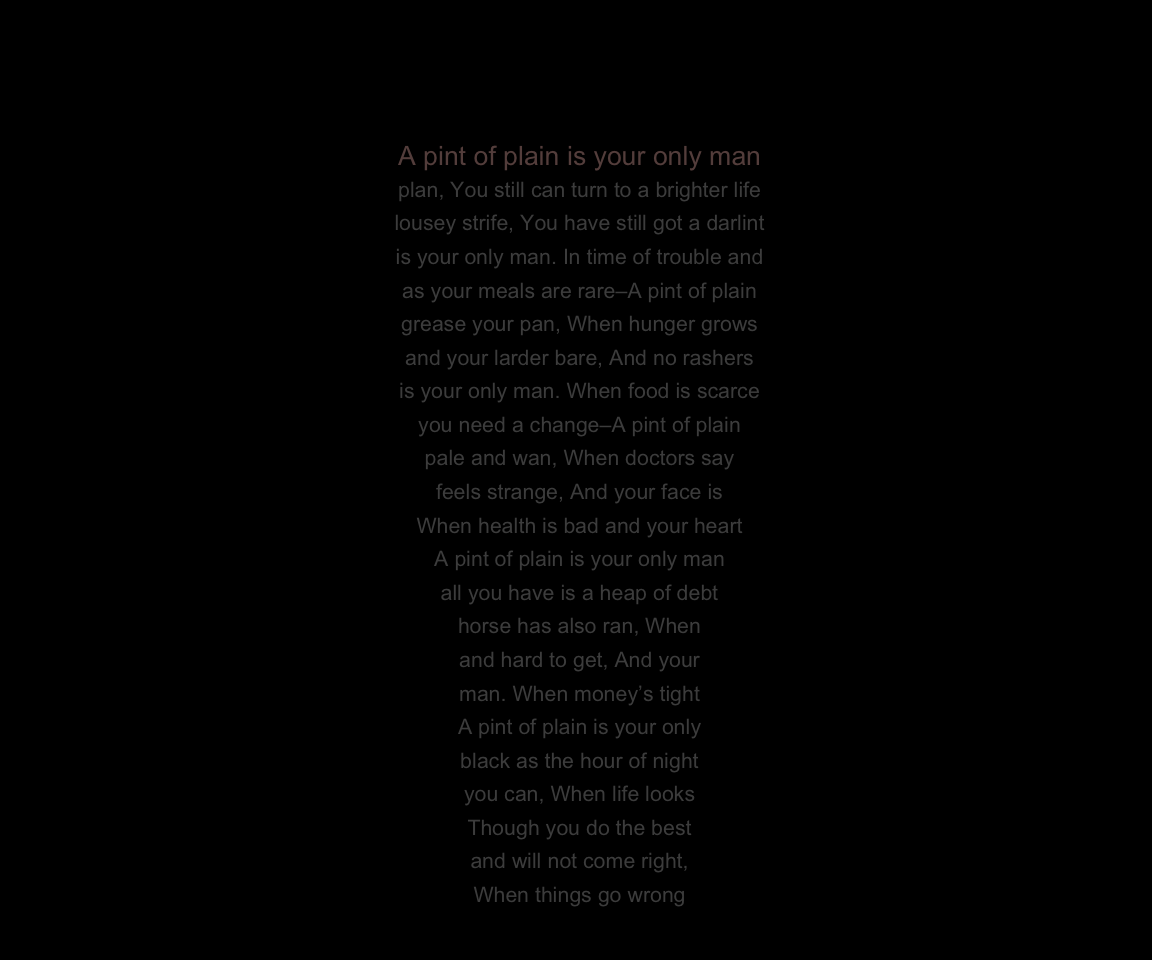 A pint of plain is your only man
plan, You still can turn to a brighter life
lousey strife, You have still got a darlint
is your only man. In time of trouble and
as your meals are rare–A pint of plain
grease your pan, When hunger grows
and your larder bare, And no rashers
is your only man. When food is scarce
you need a change–A pint of plain
pale and wan, When doctors say
feels strange, And your face is
When health is bad and your heart
A pint of plain is your only man
all you have is a heap of debt
horse has also ran, When
and hard to get, And your
man. When money’s tight
A pint of plain is your only
black as the hour of night
you can, When life looks
Though you do the best
and will not come right,
When things go wrong